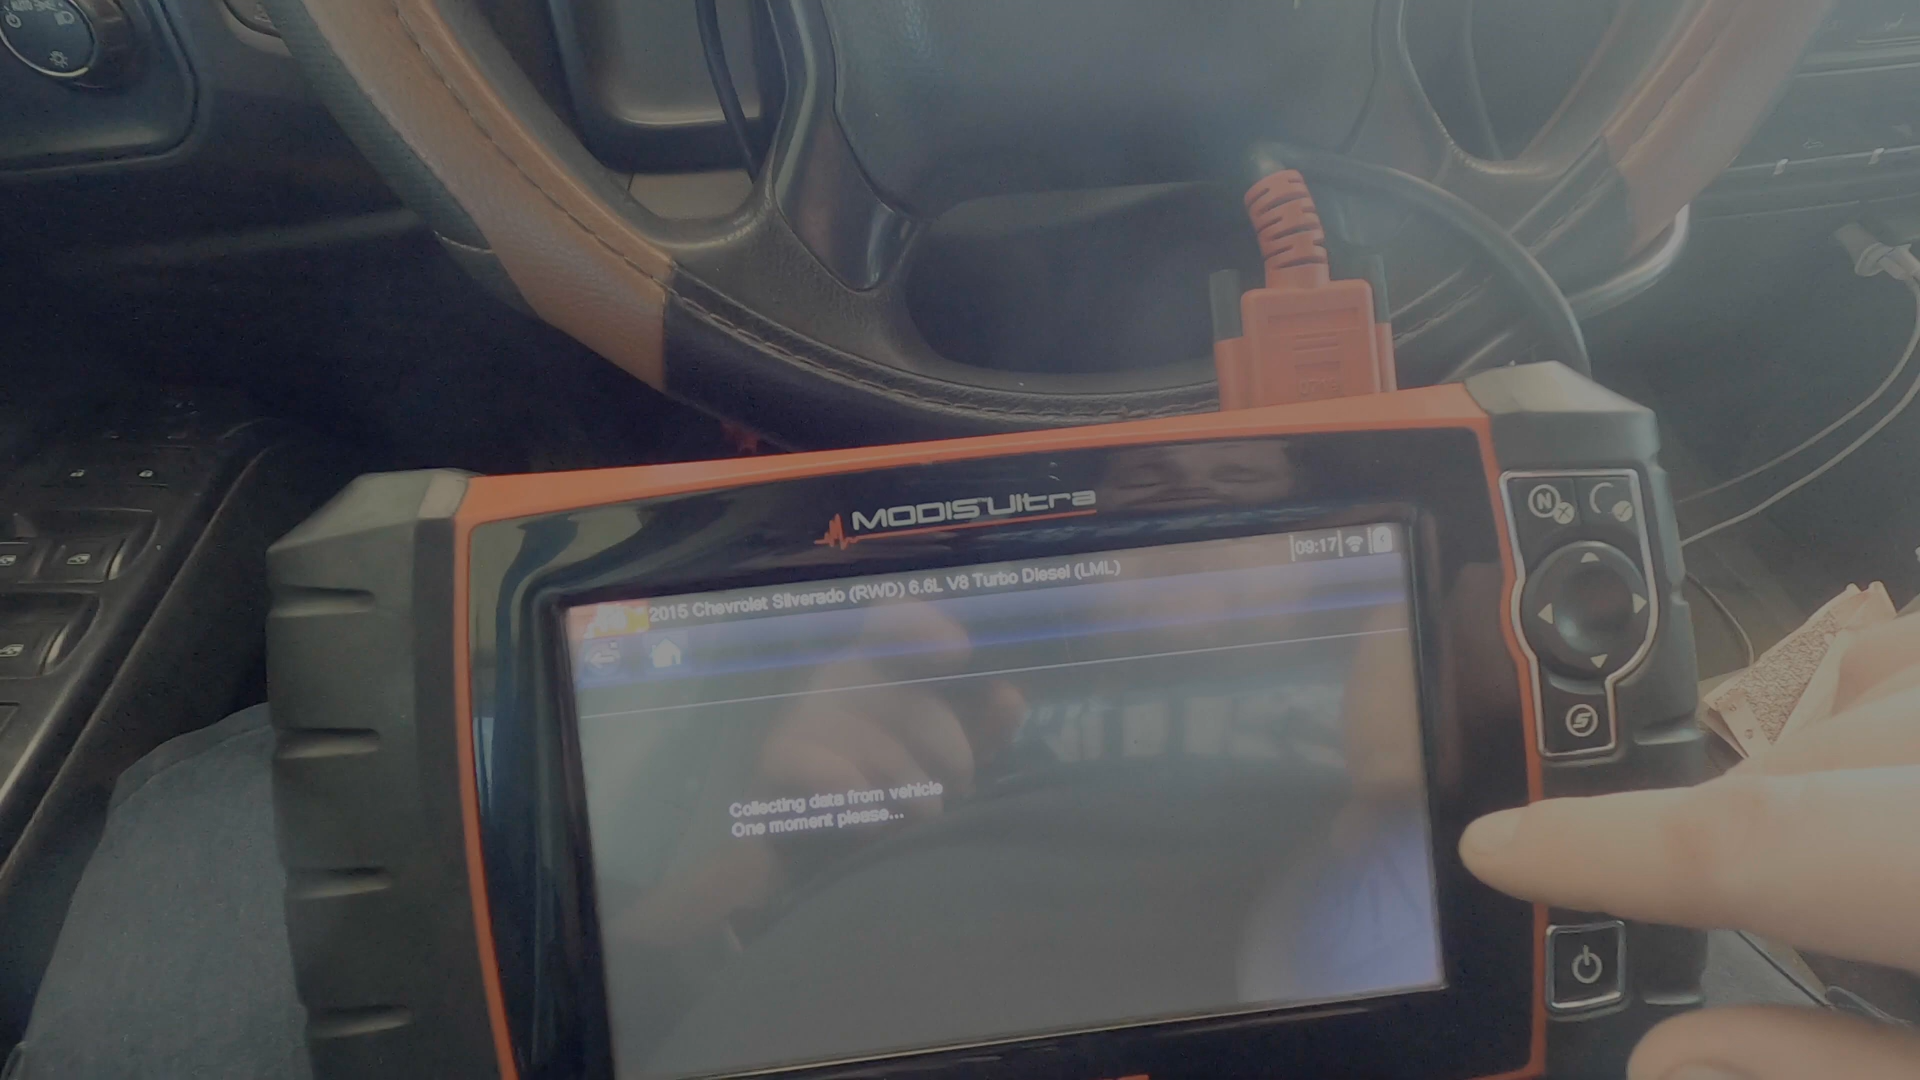 MODIS Ultra
09:17
2015 Chevrolet Silverado (RWD) 6.6L V8 Turbo Diesel (LML)
Collecting data from vehicle
One moment please...
N
S